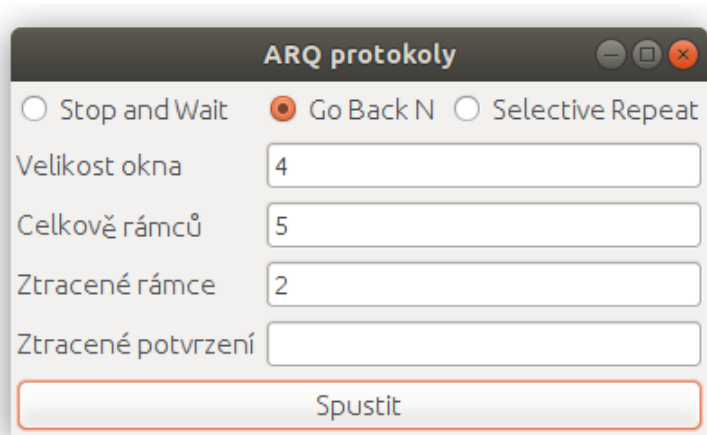 ARQ protokoly
Stop and Wait Go Back N Selective Repeat
Velikost okna 4
Celkově rámců 5
Ztracené rámce 2
Ztracené potvrzení
Spustit